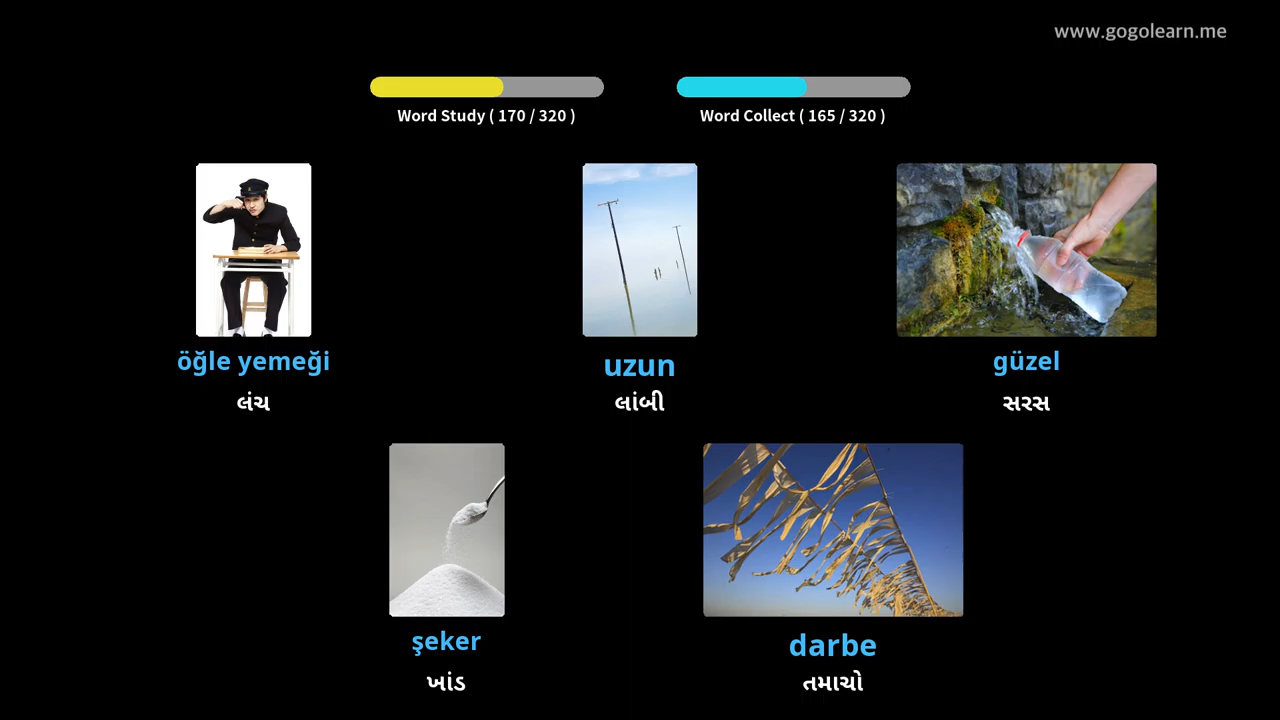 www.gogolearn.me
Word Study ( 170 / 320 )
Word Collect ( 165 / 320 )
öğle yemeği
લંચ
uzun
લાંબી
güzel
સરસ
şeker
ખાંડ
darbe
તમાચો